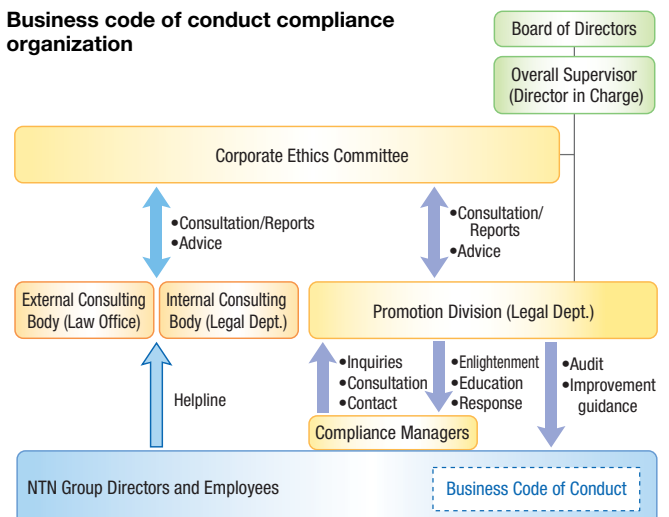 Business code of conduct compliance
organization
Board of Directors
Overall Supervisor
(Director in Charge)
Corporate Ethics Committee
•Consultation/Reports
•Advice
•Consultation/
Reports
•Advice
External Consulting
Body (Law Office)
Internal Consulting
Body (Legal Dept.)
Promotion Division (Legal Dept.)
Helpline
•Inquiries
•Consultation
•Contact
•Enlightenment
•Education
•Response
•Audit
•Improvement
guidance
Compliance Managers
NTN Group Directors and Employees
Business Code of Conduct